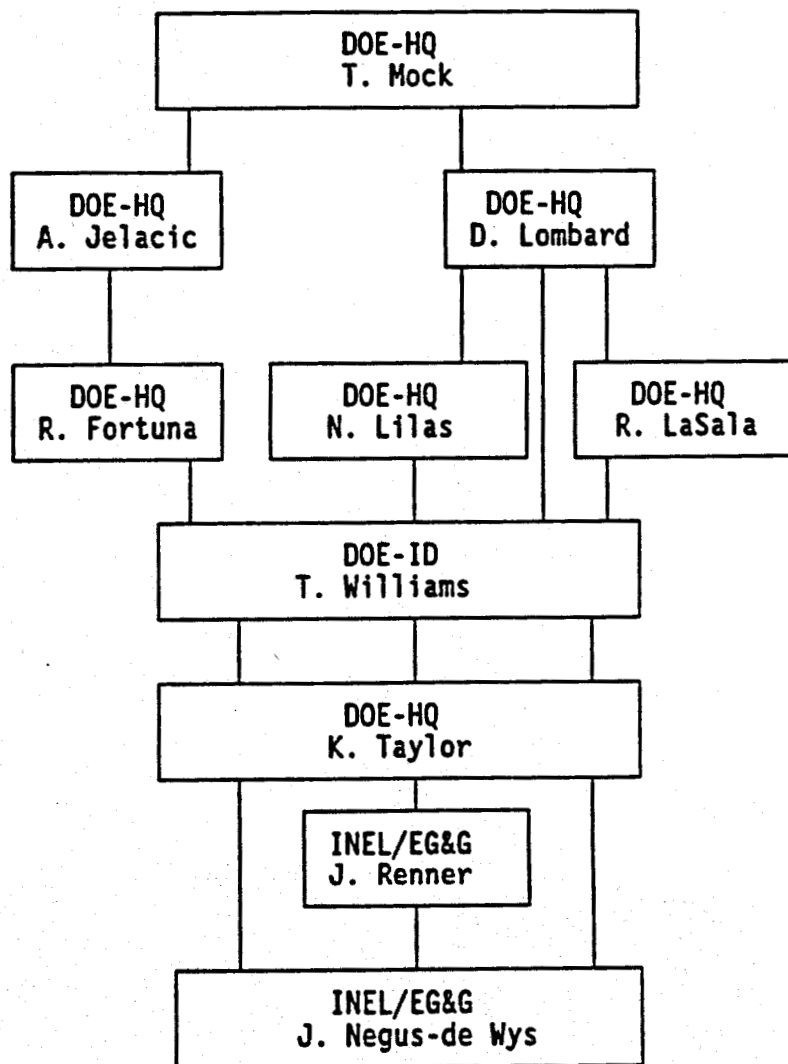 DOE-HQ
T. Mock
DOE-HQ
A. Jelacic
DOE-HQ
D. Lombard
DOE-HQ
R. Fortuna
DOE-HQ
N. Lilas
DOE-HQ
R. LaSala
DOE-ID
T. Williams
DOE-HQ
K. Taylor
INEL/EG&G
J. Renner
INEL/EG&G
J. Negus-de Wys